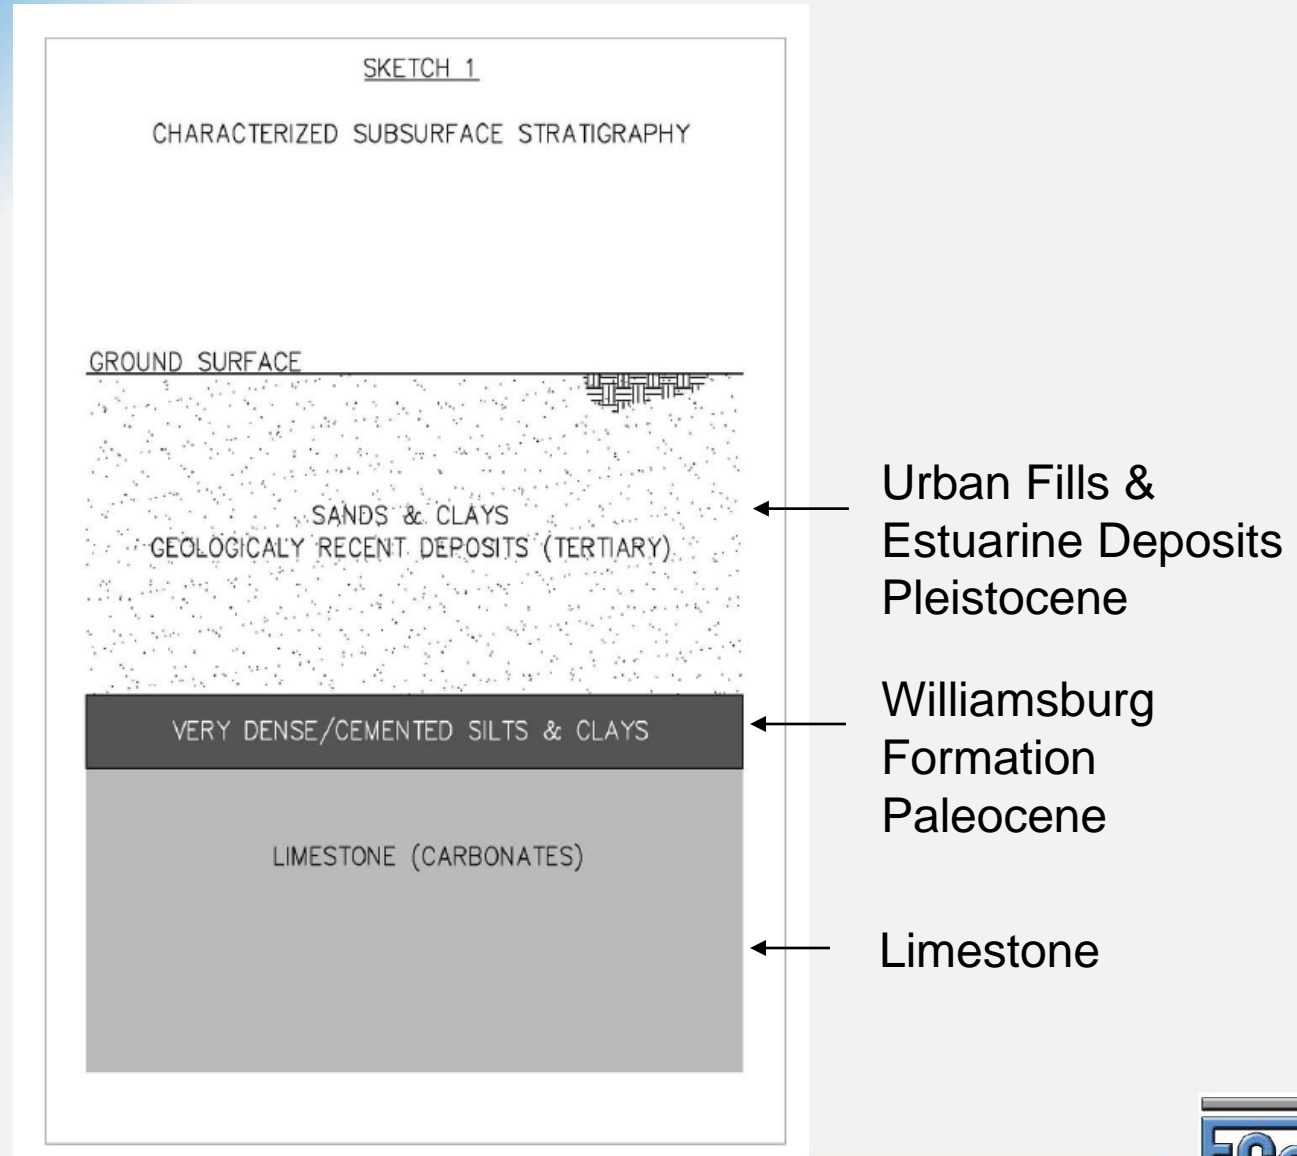 SKETCH 1
CHARACTERIZED SUBSURFACE STRATIGRAPHY
GROUND SURFACE
SANDS & CLAYS
GEOLOGICALY RECENT DEPOSITS (TERTIARY)
VERY DENSE/CEMENTED SILTS & CLAYS
LIMESTONE (CARBONATES)
Urban Fills &
Estuarine Deposits
Pleistocene
Williamsburg
Formation
Paleocene
Limestone